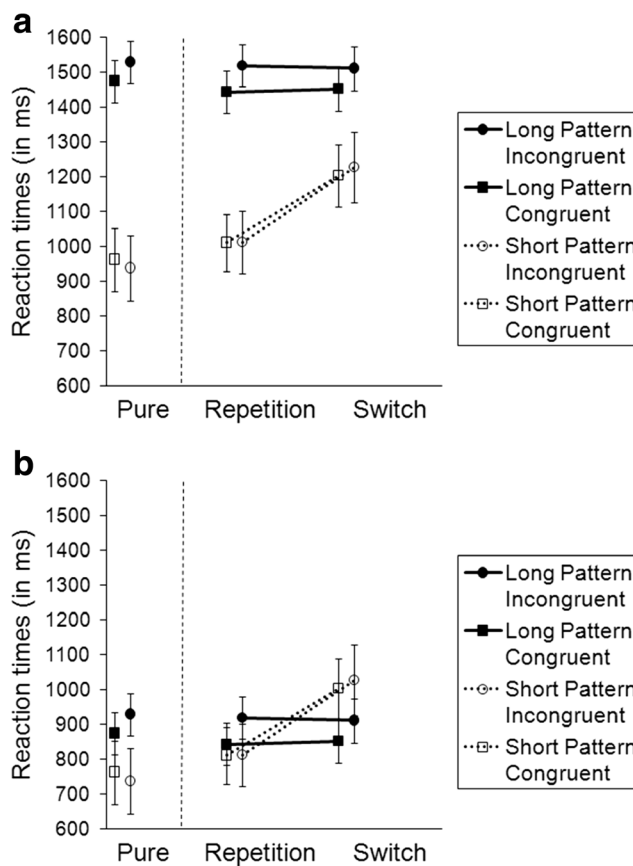 a
Reaction times (in ms)
1600
1500
1400
1300
1200
1100
1000
900
800
700
600
Pure
Repetition
Switch
Long Pattern
Incongruent
Long Pattern
Congruent
Short Pattern
Incongruent
Short Pattern
Congruent
b
Reaction times (in ms)
1600
1500
1400
1300
1200
1100
1000
900
800
700
600
Pure
Repetition
Switch
Long Pattern
Incongruent
Long Pattern
Congruent
Short Pattern
Incongruent
Short Pattern
Congruent